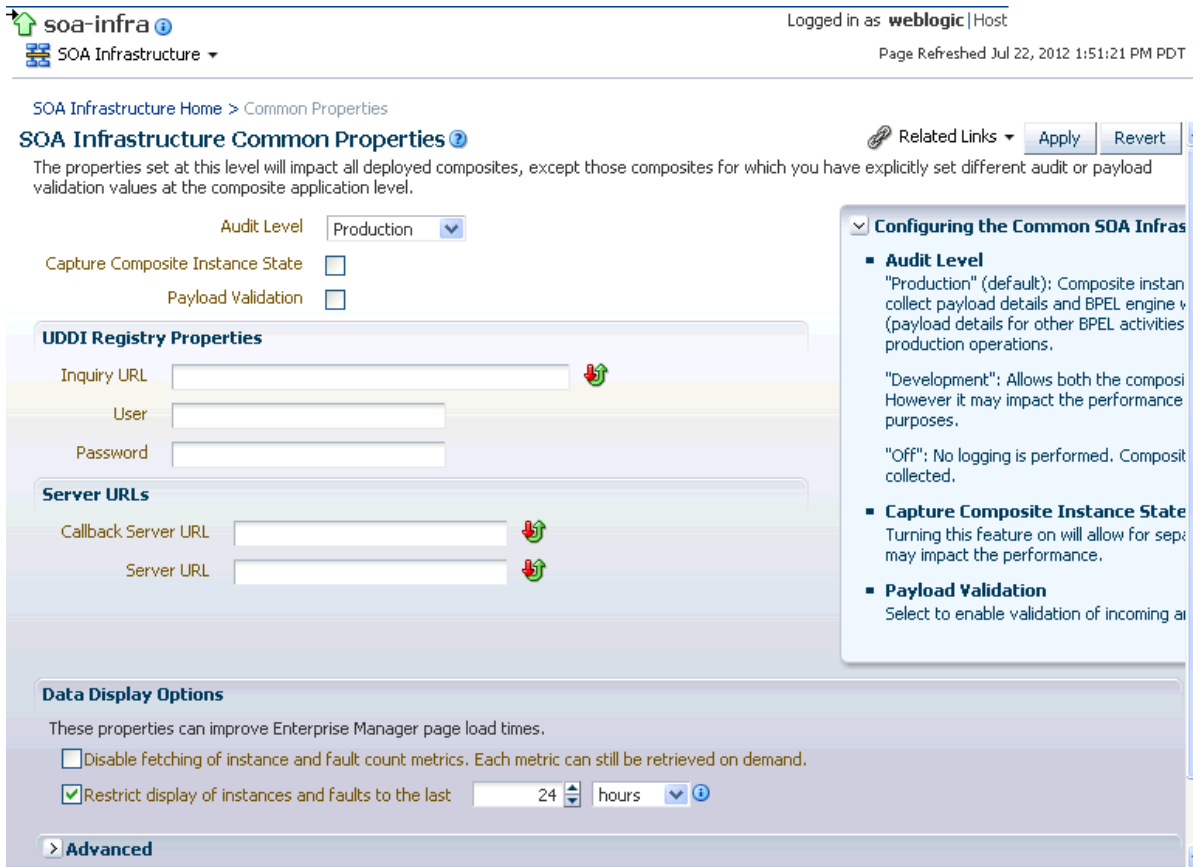 soa-infra
Logged in as weblogic|Host
SOA Infrastructure
Page Refreshed Jul 22, 2012 1:51:21 PM PDT
SOA Infrastructure Home > Common Properties
SOA Infrastructure Common Properties
Related Links
Apply
Revert
The properties set at this level will impact all deployed composites, except those composites for which you have explicitly set different audit or payload
validation values at the composite application level.
Audit Level
Production
Capture Composite Instance State
Payload Validation
UDDI Registry Properties
Inquiry URL
User
Password
Server URLs
Callback Server URL
Server URL
Configuring the Common SOA Infras
Audit Level
"Production" (default): Composite instan
collect payload details and BPEL engine
(payload details for other BPEL activities
production operations.
"Development": Allows both the composi
However it may impact the performance
purposes.
"Off": No logging is performed. Composit
collected.
Capture Composite Instance State
Turning this feature on will allow for sepa
may impact the performance.
Payload Validation
Select to enable validation of incoming
Data Display Options
These properties can improve Enterprise Manager page load times.
Disable fetching of instance and fault count metrics. Each metric can still be retrieved on demand.
Restrict display of instances and faults to the last 24 hours
Advanced